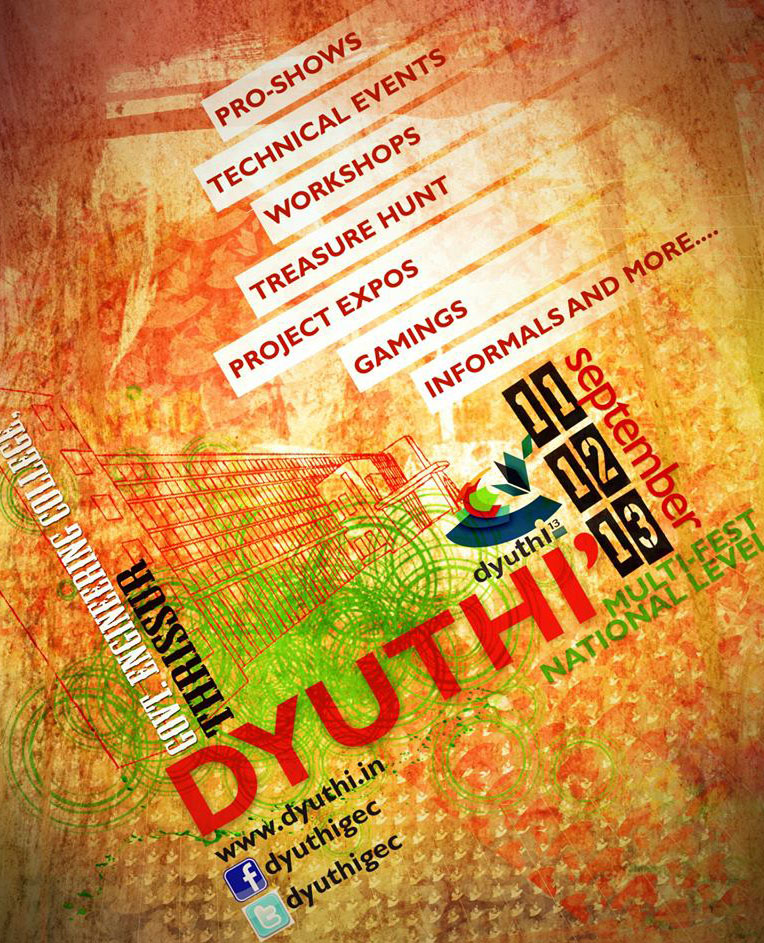 PRO-SHOWS
TECHNICAL EVENTS
WORKSHOPS
TREASURE HUNT
PROJECT EXPOS
GAMINGS
INFORMALS AND MORE....
11
12
13
september
dyuthi 13
GOVT. ENGINEERING COLLEGE,
THRISSUR
DYUTHI'
MULTI-FEST
NATIONAL LEVEL
www.dyuthi.in
f dyuthigec
t dyuthigec